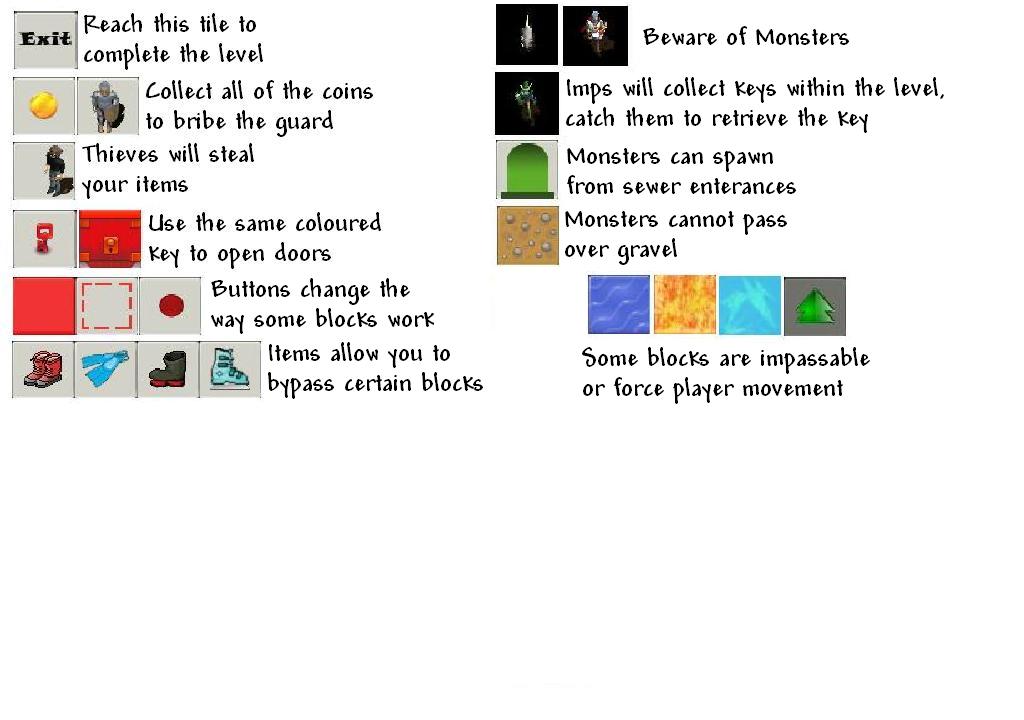 Exit
Reach this tile to
complete the level
Collect all of the coins
to bribe the guard
Thieves will steal
your items
Use the same coloured
Key to open doors
Buttons change the
way some blocks work
Items allow you to
bypass certain blocks
Beware of Monsters
Imps will collect Keys within the level,
catch them to retrieve the Key
Monsters can spawn
from sewer enterances
Monsters cannot pass
over gravel
Some blocks are impassable
or force player movement